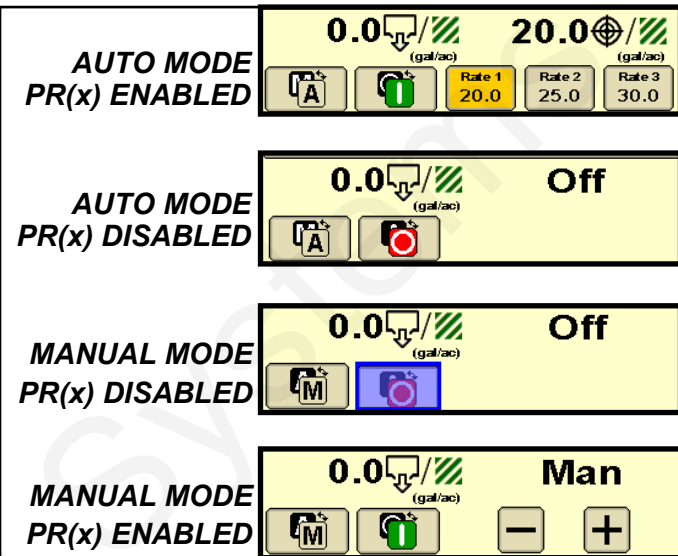 AUTO MODE
PR(x) ENABLED
0.0 / 20.0 /
(gal/ac) (gal/ac)
A I Rate 1 Rate 2 Rate 3
20.0 25.0 30.0
AUTO MODE
PR(x) DISABLED
0.0 / Off
(gal/ac)
A
MANUAL MODE
PR(x) DISABLED
0.0 / Off
(gal/ac)
M
MANUAL MODE
PR(x) ENABLED
0.0 / Man
(gal/ac)
M I − +
Systems